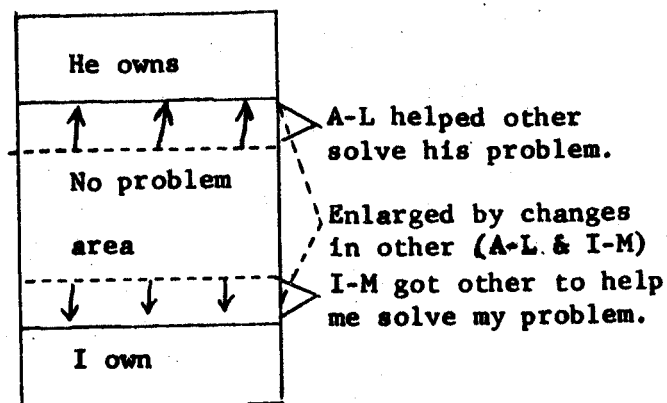 He owns
A-L helped other
solve his problem.
No problem
area
Enlarged by changes
in other (A-L & I-M)
I-M got other to help
me solve my problem.
I own